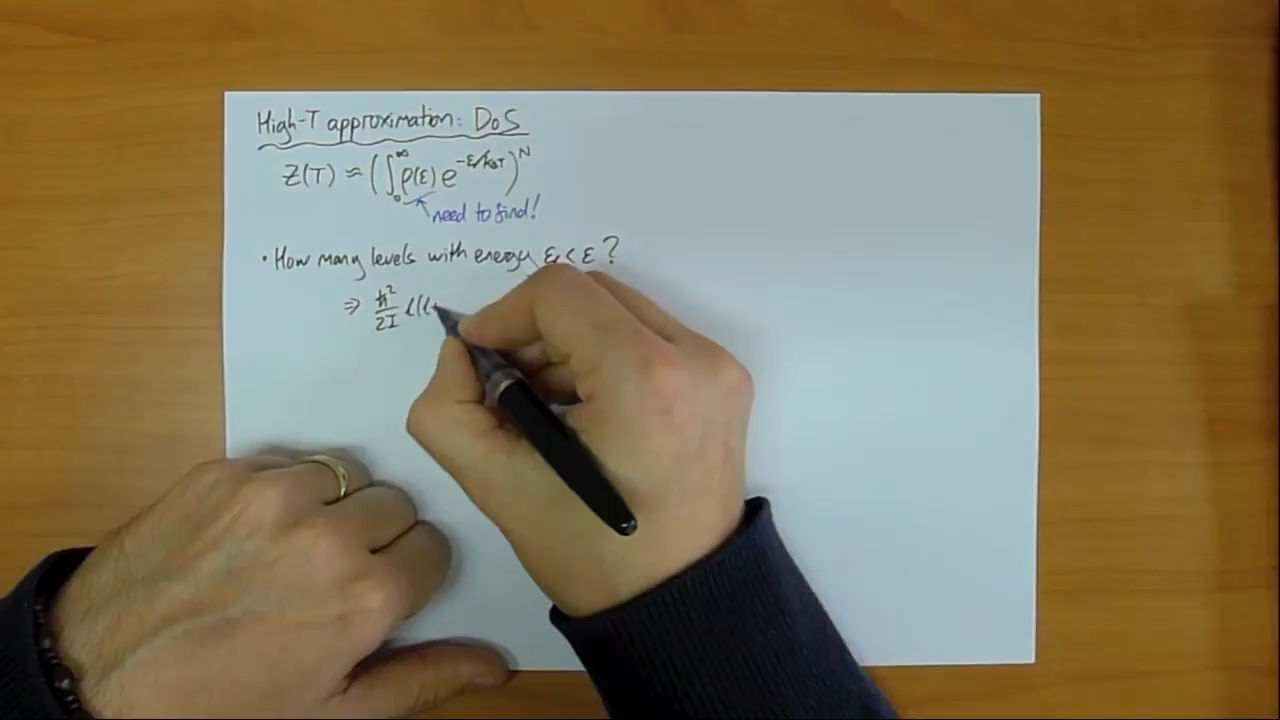 High-T approximation: DoS
Z(T) ≈ (∫₀^∞ ρ(ε) e^{-ε/k_BT})^N
need to find!
• How many levels with energy ε_l < ε ?
⇒ ℏ²/2I l(l+